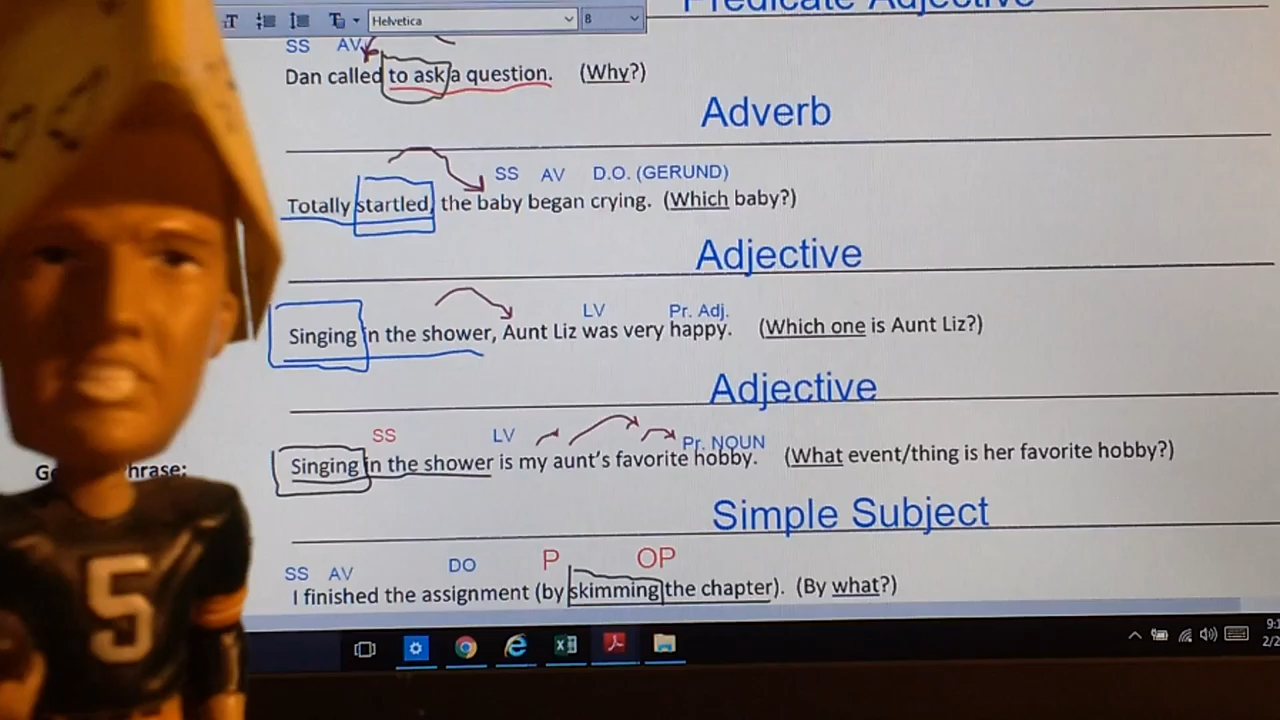 Predicate Adjective
Helvetica 8
SS AV
Dan called to ask a question. (Why?)
Adverb
SS AV D.O. (GERUND)
Totally startled, the baby began crying. (Which baby?)
Adjective
LV Pr. Adj.
Singing in the shower, Aunt Liz was very happy. (Which one is Aunt Liz?)
Adjective
SS LV Pr. NOUN
Singing in the shower is my aunt's favorite hobby. (What event/thing is her favorite hobby?)
hrase:
Simple Subject
SS AV DO P OP
I finished the assignment (by skimming the chapter). (By what?)
5